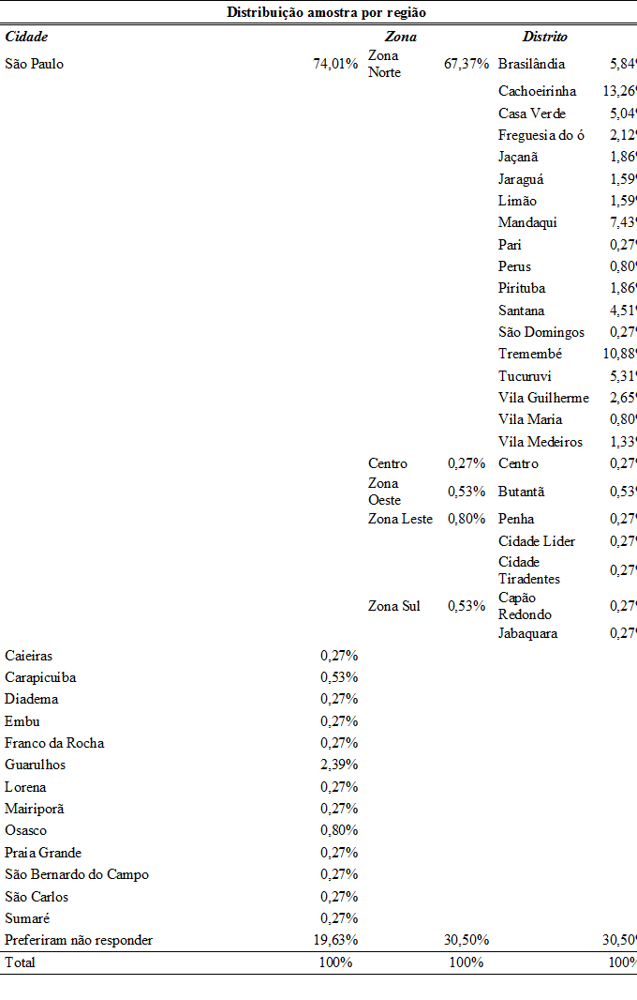 Distribuição amostra por região
Cidade Zona Distrito
São Paulo 74,01% Zona Norte 67,37% Brasilândia 5,84%
Cachoeirinha 13,26%
Casa Verde 5,04%
Freguesia do ó 2,12%
Jaçanã 1,86%
Jaraguá 1,59%
Limão 1,59%
Mandaqui 7,43%
Pari 0,27%
Perus 0,80%
Pirituba 1,86%
Santana 4,51%
São Domingos 0,27%
Tremembé 10,88%
Tucuruvi 5,31%
Vila Guilherme 2,65%
Vila Maria 0,80%
Vila Medeiros 1,33%
Centro 0,27% Centro 0,27%
Zona Oeste 0,53% Butantã 0,53%
Zona Leste 0,80% Penha 0,27%
Cidade Líder 0,27%
Cidade Tiradentes 0,27%
Zona Sul 0,53% Capão Redondo 0,27%
Jabaquara 0,27%
Caieiras 0,27%
Carapicuiba 0,53%
Diadema 0,27%
Embu 0,27%
Franco da Rocha 0,27%
Guarulhos 2,39%
Lorena 0,27%
Mairiporã 0,27%
Osasco 0,80%
Praia Grande 0,27%
São Bernardo do Campo 0,27%
São Carlos 0,27%
Sumaré 0,27%
Preferiram não responder 19,63% 30,50% 30,50%
Total 100% 100% 100%